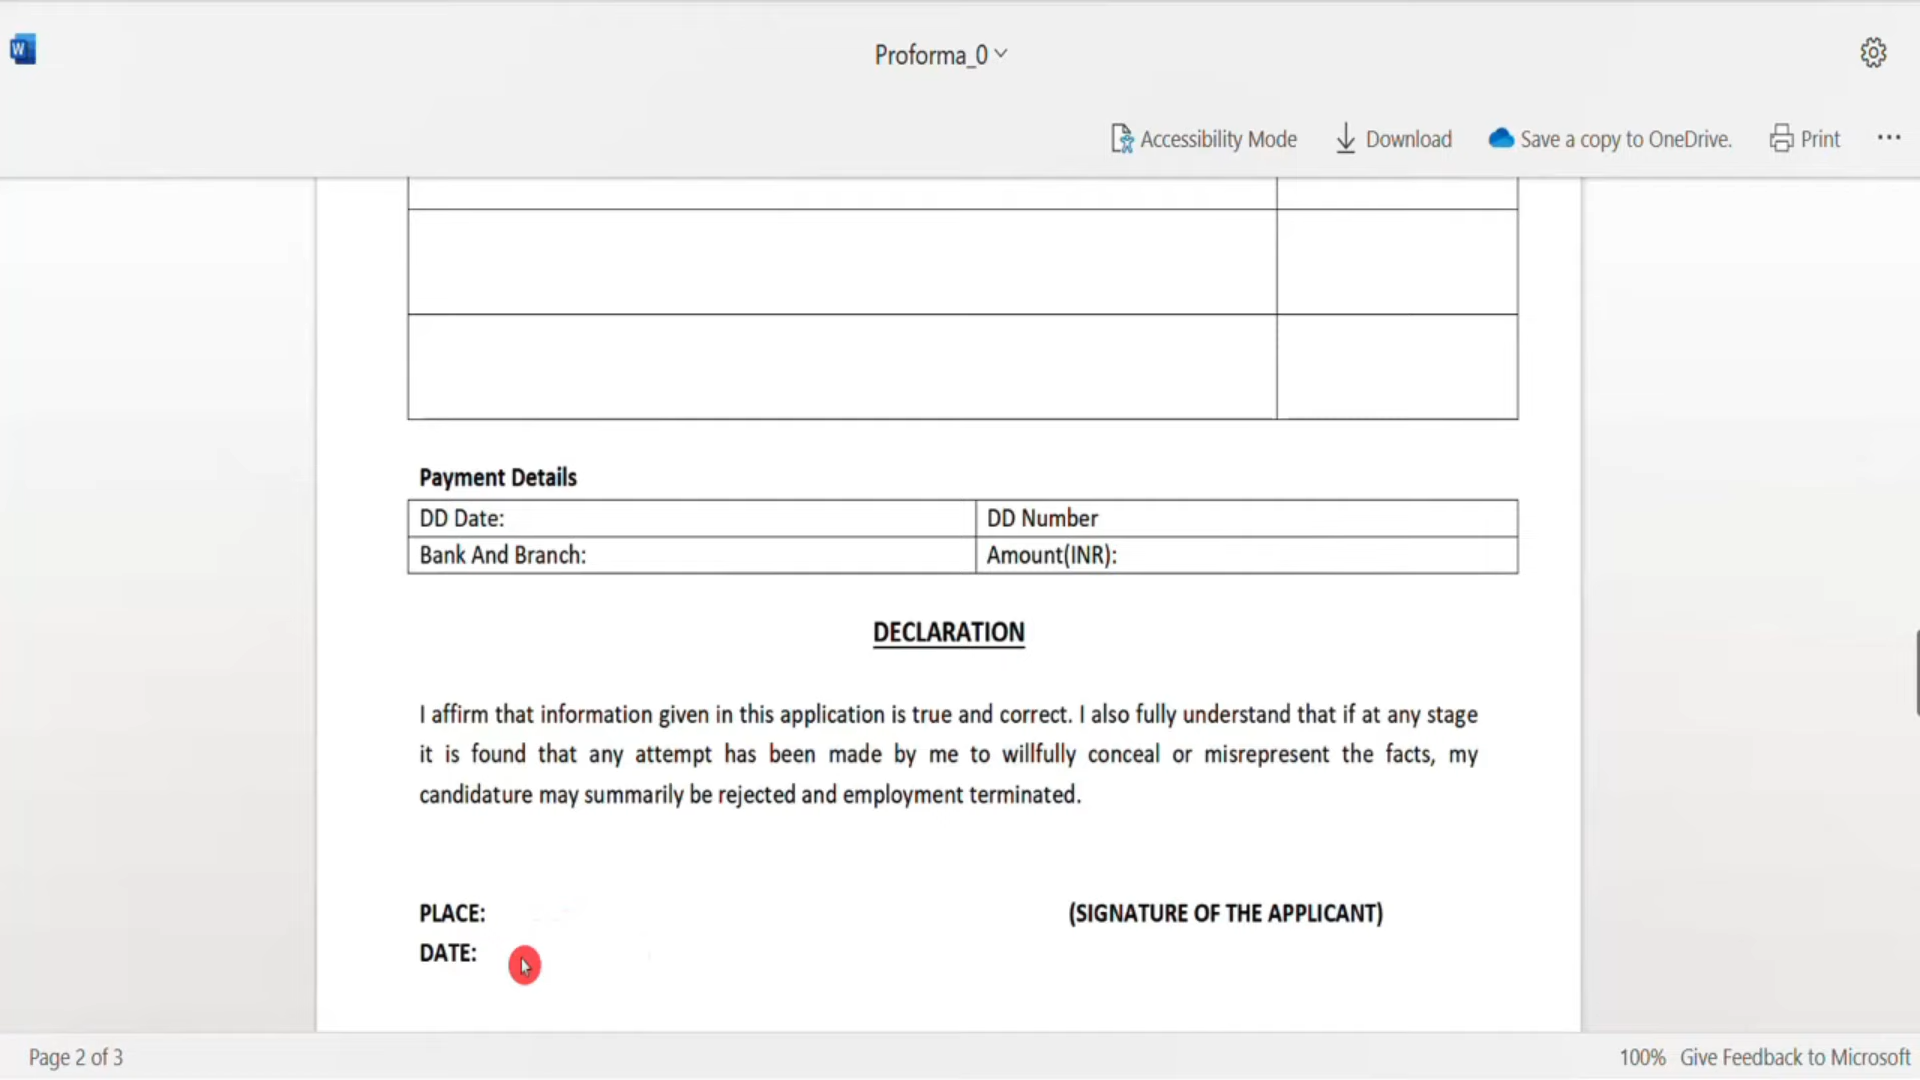 W
Proforma_0
Accessibility Mode Download Save a copy to OneDrive. Print ...
Payment Details
DD Date: DD Number
Bank And Branch: Amount(INR):
DECLARATION
I affirm that information given in this application is true and correct. I also fully understand that if at any stage
it is found that any attempt has been made by me to willfully conceal or misrepresent the facts, my
candidature may summarily be rejected and employment terminated.
PLACE: (SIGNATURE OF THE APPLICANT)
DATE:
Page 2 of 3 100% Give Feedback to Microsoft